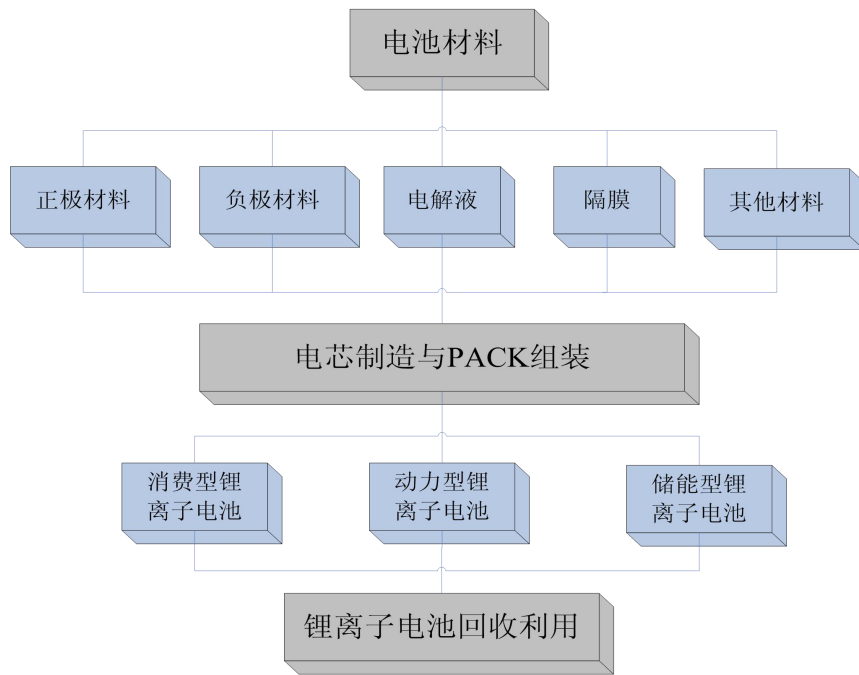 电池材料
正极材料
负极材料
电解液
隔膜
其他材料
电芯制造与PACK组装
消费型锂
离子电池
动力型锂
离子电池
储能型锂
离子电池
锂离子电池回收利用